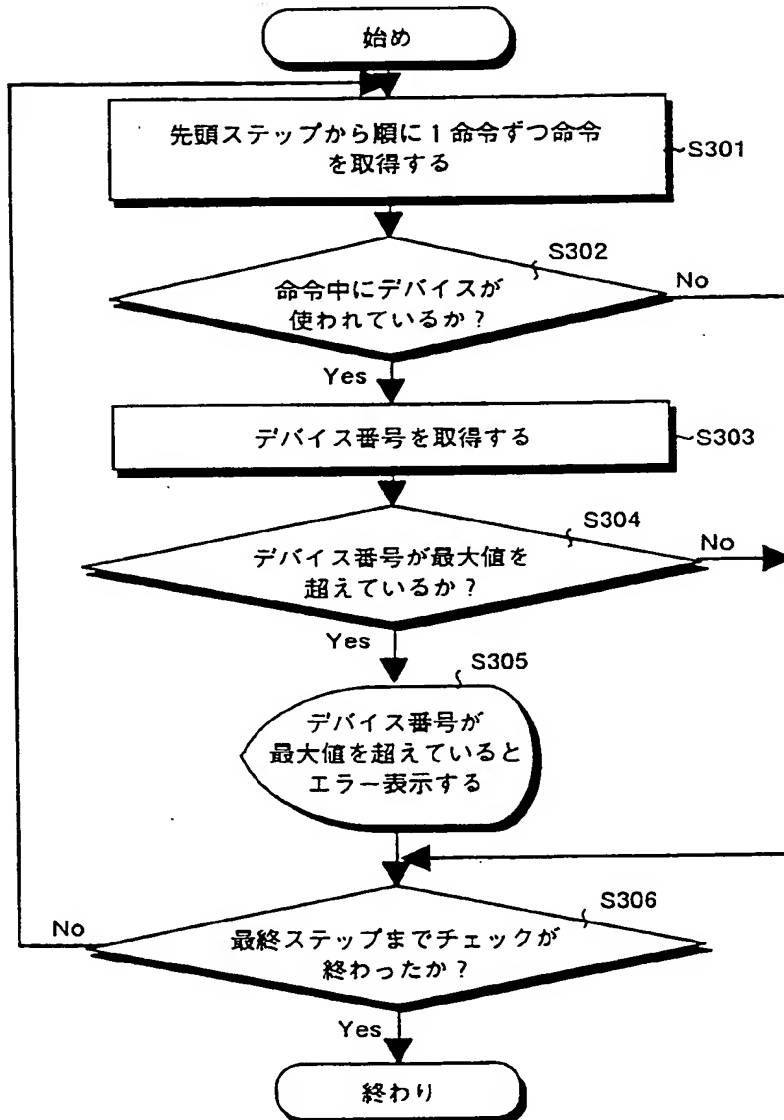 始め
先頭ステップから順に1命令ずつ命令
を取得する
S301
S302
命令中にデバイスが
使われているか?
No
Yes
デバイス番号を取得する
S303
S304
デバイス番号が最大値を
超えているか?
No
Yes
S305
デバイス番号が
最大値を超えていると
エラー表示する
S306
No
最終ステップまでチェックが
終わったか?
Yes
終わり